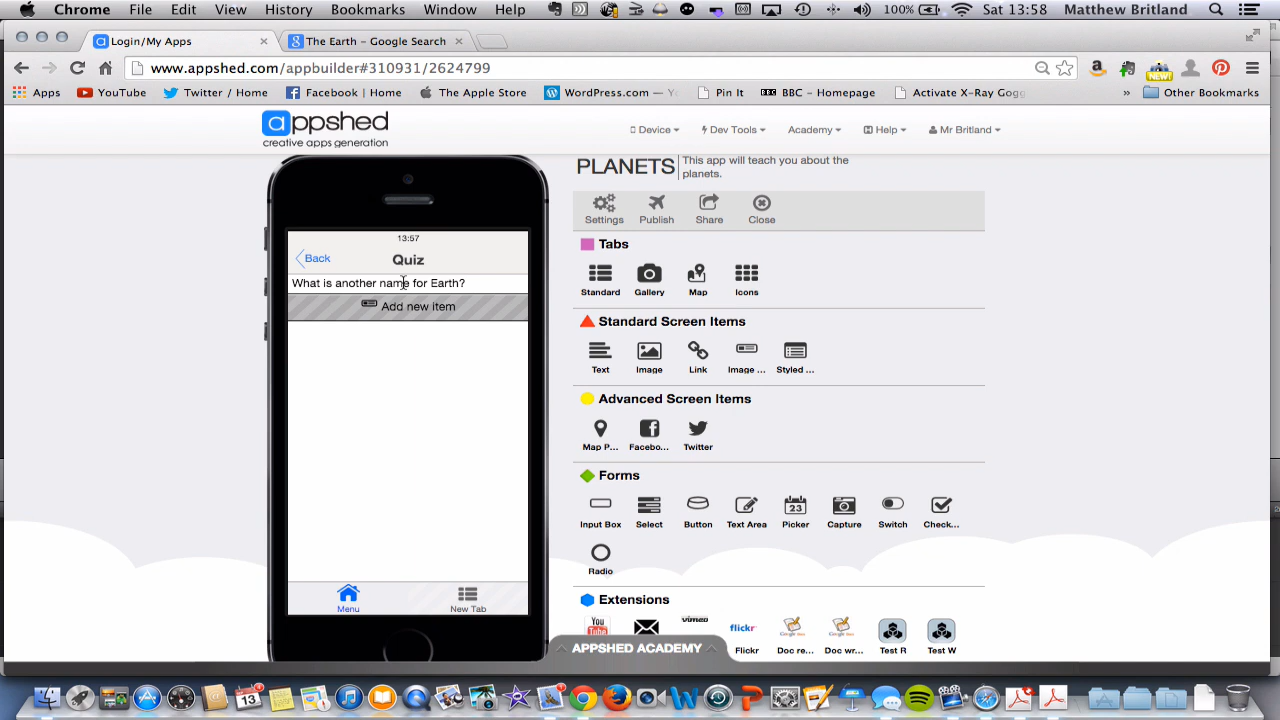 Chrome File Edit View History Bookmarks Window Help 100% Sat 13:58 Matthew Britland
Login/My Apps The Earth - Google Search
www.appshed.com/appbuilder#310931/2624799
Apps YouTube Twitter / Home Facebook | Home The Apple Store WordPress.com — Pin It BBC - Homepage Activate X-Ray Gogg » Other Bookmarks
appshed
creative apps generation
Device Dev Tools Academy Help Mr Britland
PLANETS This app will teach you about the
planets.
Settings Publish Share Close
13:57
Back Quiz
What is another name for Earth?
Add new item
Menu New Tab
Tabs
Standard Gallery Map Icons
Standard Screen Items
Text Image Link Image ... Styled ...
Advanced Screen Items
Map P... Facebo... Twitter
Forms
23
Input Box Select Button Text Area Picker Capture Switch Check...
Radio
Extensions
You Tube vimeo flickr
Flickr Doc re... Doc wr... Test R Test W
APPSHED ACADEMY